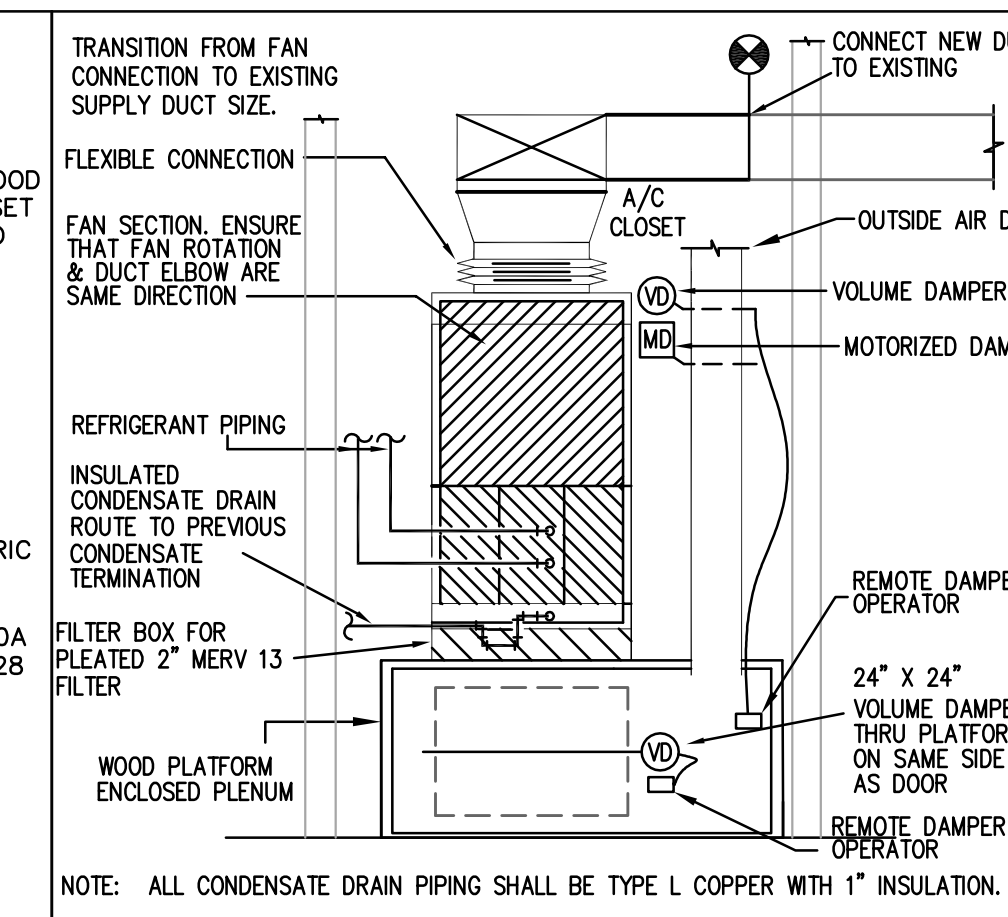 TRANSITION FROM FAN
CONNECTION TO EXISTING
SUPPLY DUCT SIZE.
FLEXIBLE CONNECTION
FAN SECTION. ENSURE
THAT FAN ROTATION
& DUCT ELBOW ARE
SAME DIRECTION
REFRIGERANT PIPING
INSULATED
CONDENSATE DRAIN
ROUTE TO PREVIOUS
CONDENSATE
TERMINATION
FILTER BOX FOR
PLEATED 2" MERV 13
FILTER
WOOD PLATFORM
ENCLOSED PLENUM
A/C
CLOSET
CONNECT NEW DU
TO EXISTING
OUTSIDE AIR D
VD
VOLUME DAMPER
MD
MOTORIZED DAM
REMOTE DAMPE
OPERATOR
24" X 24"
VOLUME DAMPE
THRU PLATFOR
ON SAME SIDE
AS DOOR
VD
REMOTE DAMPER
OPERATOR
NOTE: ALL CONDENSATE DRAIN PIPING SHALL BE TYPE L COPPER WITH 1" INSULATION.
OOD
SET
RIC
0A
28